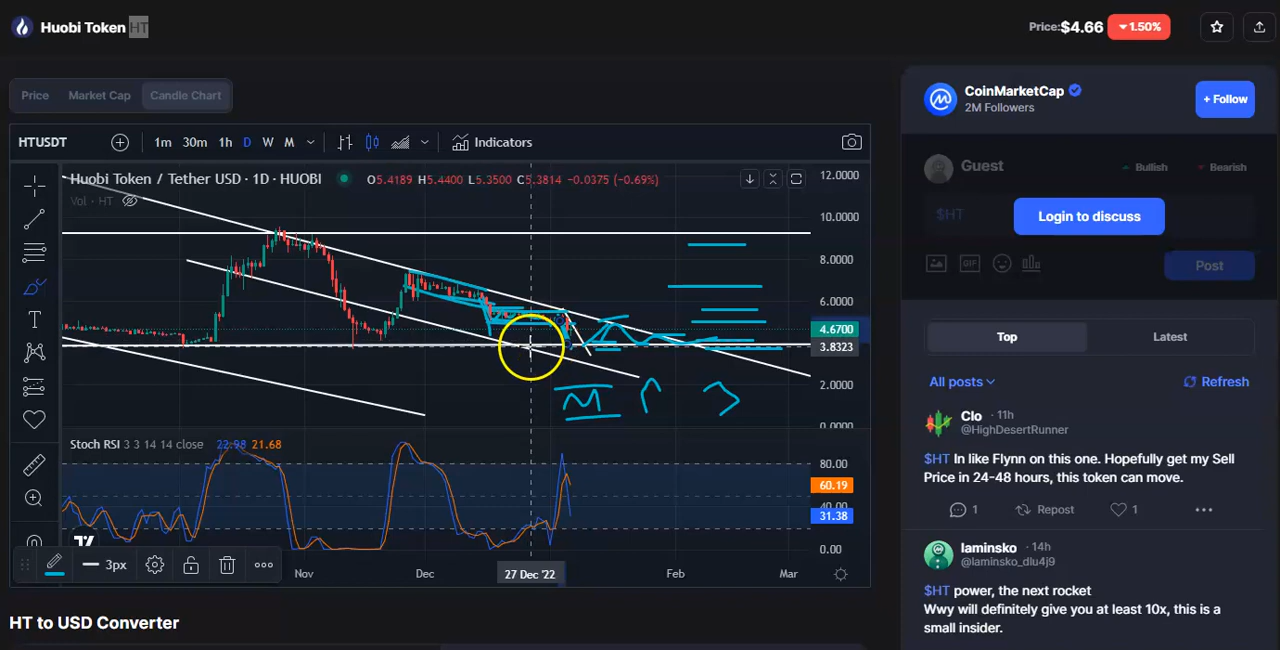 Huobi Token HT
Price:$4.66 1.50%
Price Market Cap Candle Chart
HTUSDT 1m 30m 1h D W M Indicators
Huobi Token / Tether USD · 1D · HUOBI O5.4189 H5.4400 L5.3500 C5.3814 -0.0375 (-0.69%)
Vol · HT
12.0000
10.0000
8.0000
6.0000
4.6700
3.8323
2.0000
0.0000
M
Stoch RSI 3 3 14 14 close 22.98 21.68
80.00
60.19
40.00
31.38
0.00
3px
Nov Dec 27 Dec '22 Feb Mar
HT to USD Converter
CoinMarketCap
2M Followers
+ Follow
Guest Bullish Bearish
$HT
Login to discuss
GIF
Post
Top Latest
All posts Refresh
Clo · 11h
@HighDesertRunner
$HT In like Flynn on this one. Hopefully get my Sell
Price in 24-48 hours, this token can move.
1 Repost 1
laminsko · 14h
@laminsko_dlu4j9
$HT power, the next rocket
Wwy will definitely give you at least 10x, this is a
small insider.